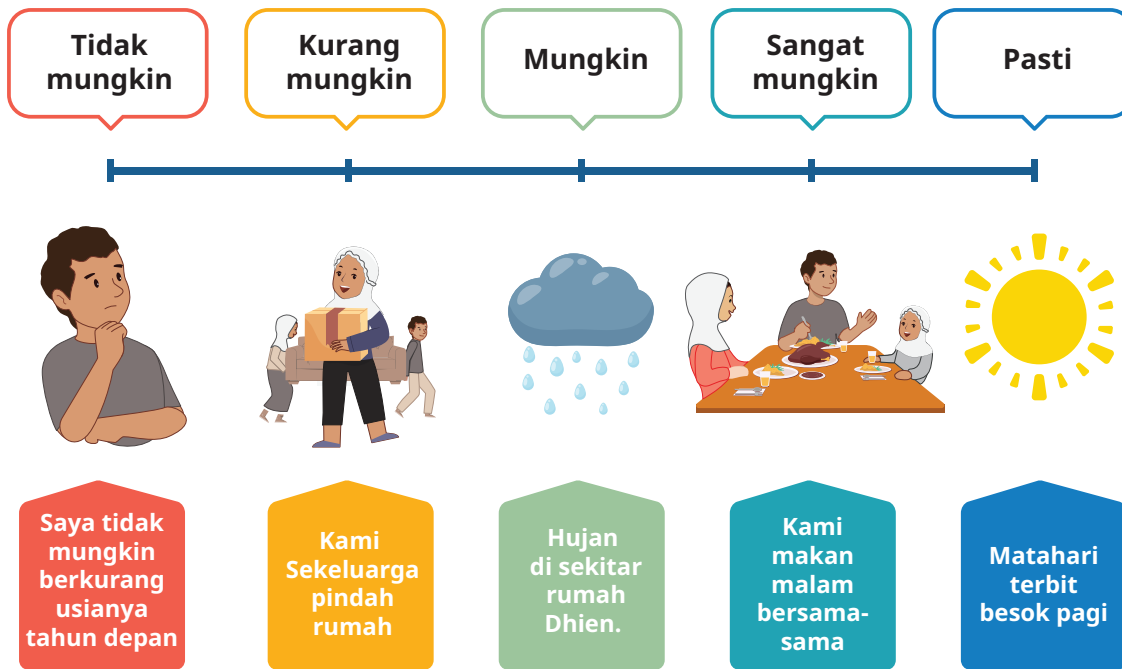 Tidak
mungkin
Kurang
mungkin
Mungkin
Sangat
mungkin
Pasti
Saya tidak
mungkin
berkurang
usianya
tahun depan
Kami
Sekeluarga
pindah
rumah
Hujan
di sekitar
rumah
Dhien.
Kami
makan
malam
bersama-
sama
Matahari
terbit
besok pagi